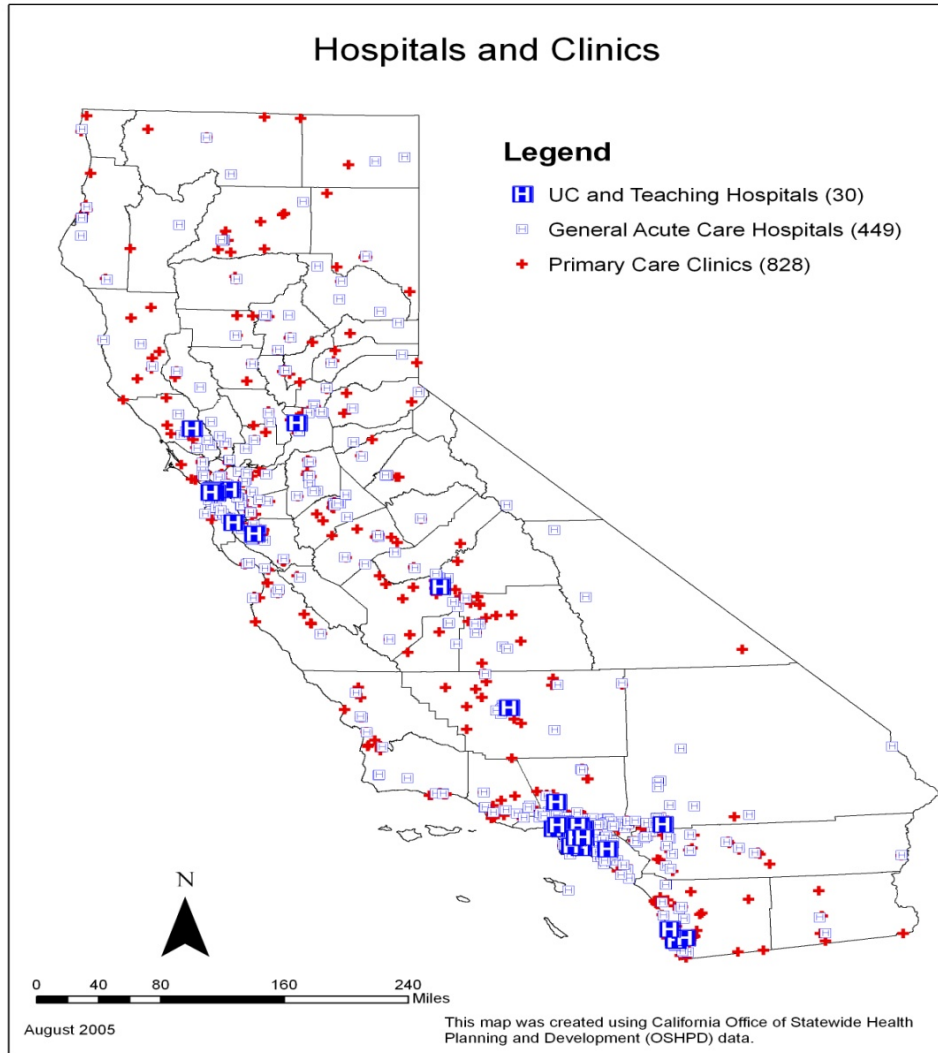 Hospitals and Clinics
Legend
H UC and Teaching Hospitals (30)
H General Acute Care Hospitals (449)
Primary Care Clinics (828)
N
0 40 80 160 240
Miles
August 2005
This map was created using California Office of Statewide Health
Planning and Development (OSHPD) data.